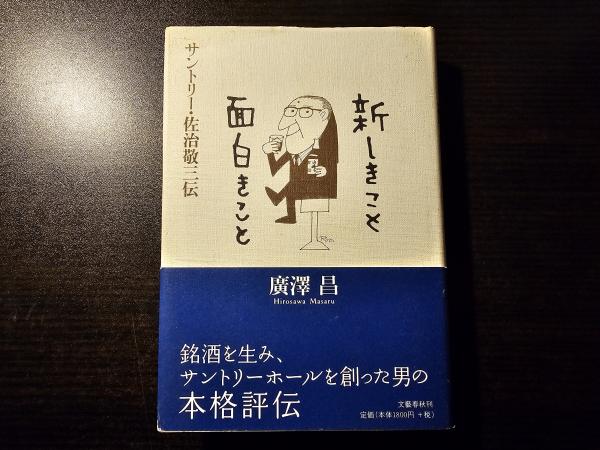 新しきこと
面白きこと
サントリー・佐治敬三伝
廣澤 昌
Hirosawa Masaru
銘酒を生み、
サントリーホールを創った男の
本格評伝
文藝春秋刊
定価(本体1800円+税)